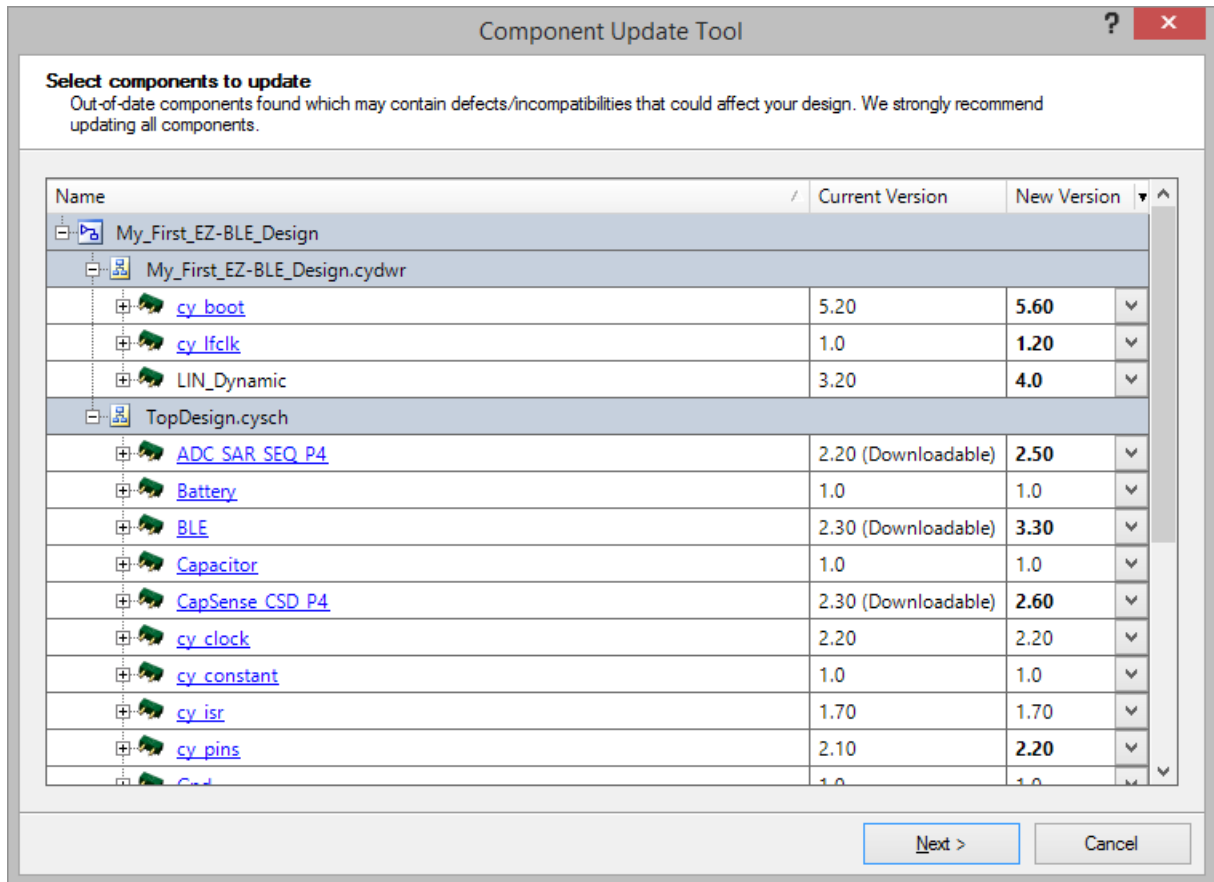 Component Update Tool ?
Select components to update
Out-of-date components found which may contain defects/incompatibilities that could affect your design. We strongly recommend
updating all components.
Name Current Version New Version
My_First_EZ-BLE_Design
My_First_EZ-BLE_Design.cydwr
cy_boot 5.20 5.60
cy_lfclk 1.0 1.20
LIN_Dynamic 3.20 4.0
TopDesign.cysch
ADC_SAR_SEQ_P4 2.20 (Downloadable) 2.50
Battery 1.0 1.0
BLE 2.30 (Downloadable) 3.30
Capacitor 1.0 1.0
CapSense_CSD_P4 2.30 (Downloadable) 2.60
cy_clock 2.20 2.20
cy_constant 1.0 1.0
cy_isr 1.70 1.70
cy_pins 2.10 2.20
Gnd 1.0 1.0
Next > Cancel